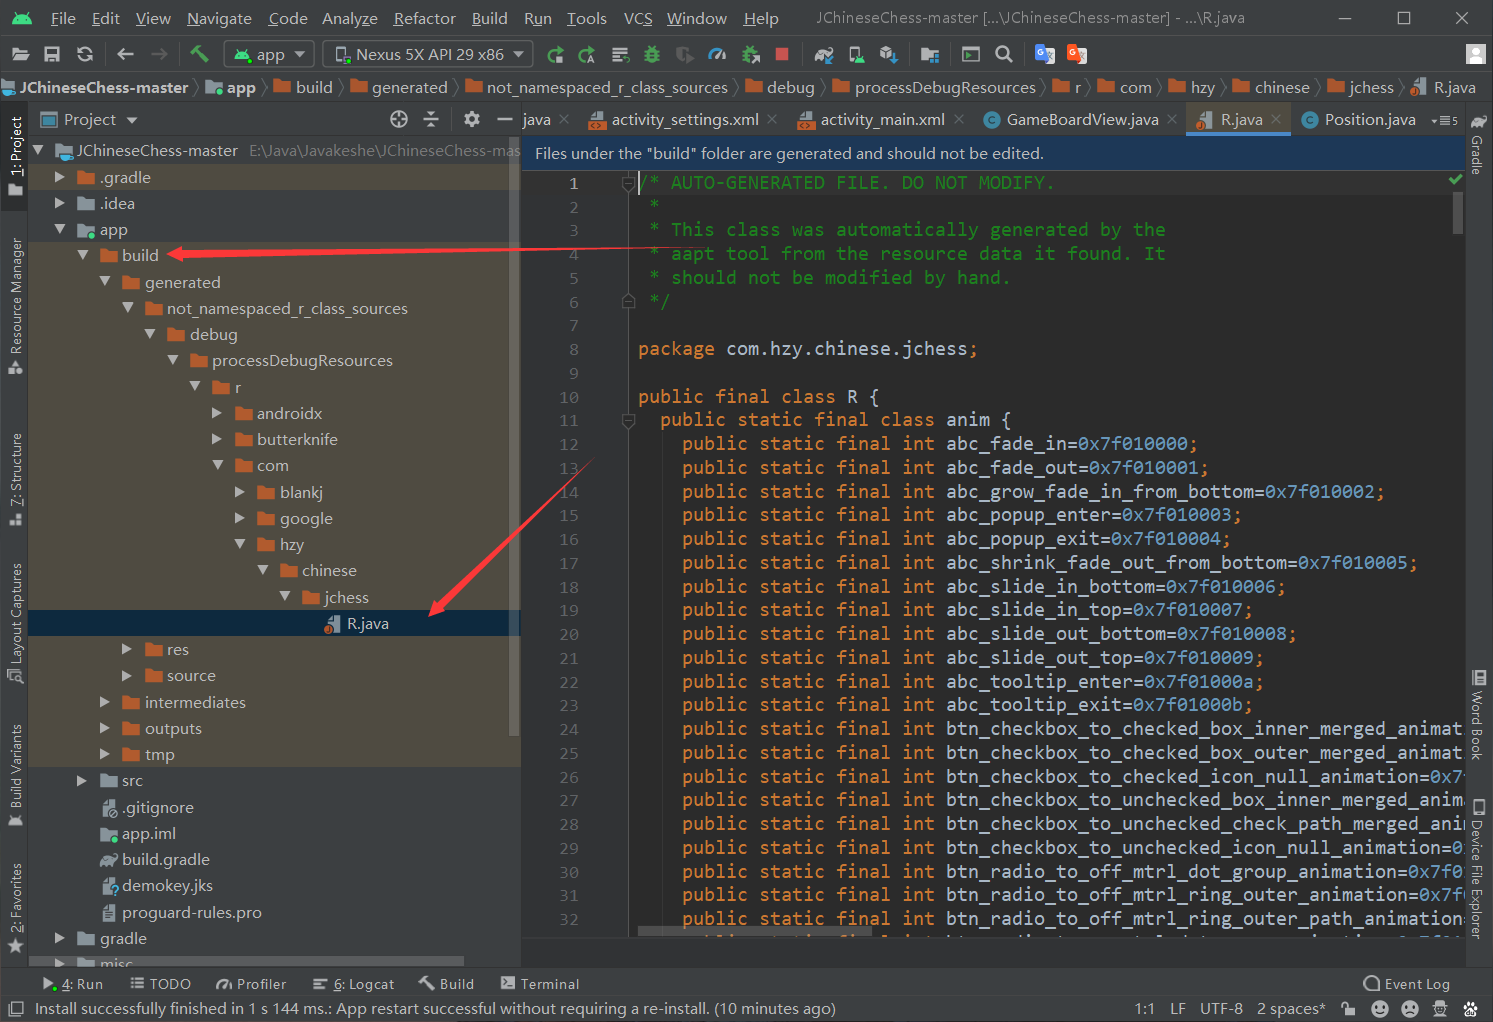 File Edit View Navigate Code Analyze Refactor Build Run Tools VCS Window Help JChineseChess-master [...\JChineseChess-master] - ...\R.java
app Nexus 5X API 29 x86
JChineseChess-master app build generated not_namespaced_r_class_sources debug processDebugResources r com hzy chinese jchess R.java
Project
java activity_settings.xml activity_main.xml GameBoardView.java R.java Position.java 5
Files under the "build" folder are generated and should not be edited.
1: Project
Resource Manager
Z: Structure
Layout Captures
Build Variants
2: Favorites
JChineseChess-master E:\Java\Javakeshe\JChineseChess-mas
.gradle
.idea
app
build
generated
not_namespaced_r_class_sources
debug
processDebugResources
r
androidx
butterknife
com
blankj
google
hzy
chinese
jchess
R.java
res
source
intermediates
outputs
tmp
src
.gitignore
app.iml
build.gradle
demokey.jks
proguard-rules.pro
gradle
misc
1 /* AUTO-GENERATED FILE. DO NOT MODIFY.
2 *
3 * This class was automatically generated by the
4 * aapt tool from the resource data it found. It
5 * should not be modified by hand.
6 */
7
8 package com.hzy.chinese.jchess;
9
10 public final class R {
11 public static final class anim {
12 public static final int abc_fade_in=0x7f010000;
13 public static final int abc_fade_out=0x7f010001;
14 public static final int abc_grow_fade_in_from_bottom=0x7f010002;
15 public static final int abc_popup_enter=0x7f010003;
16 public static final int abc_popup_exit=0x7f010004;
17 public static final int abc_shrink_fade_out_from_bottom=0x7f010005;
18 public static final int abc_slide_in_bottom=0x7f010006;
19 public static final int abc_slide_in_top=0x7f010007;
20 public static final int abc_slide_out_bottom=0x7f010008;
21 public static final int abc_slide_out_top=0x7f010009;
22 public static final int abc_tooltip_enter=0x7f01000a;
23 public static final int abc_tooltip_exit=0x7f01000b;
24 public static final int btn_checkbox_to_checked_box_inner_merged_animat
25 public static final int btn_checkbox_to_checked_box_outer_merged_animat
26 public static final int btn_checkbox_to_checked_icon_null_animation=0x7
27 public static final int btn_checkbox_to_unchecked_box_inner_merged_anim
28 public static final int btn_checkbox_to_unchecked_check_path_merged_ani
29 public static final int btn_checkbox_to_unchecked_icon_null_animation=0
30 public static final int btn_radio_to_off_mtrl_dot_group_animation=0x7f0
31 public static final int btn_radio_to_off_mtrl_ring_outer_animation=0x7f
32 public static final int btn_radio_to_off_mtrl_ring_outer_path_animation=
Gradle
Word Book
Device File Explorer
4: Run TODO Profiler 6: Logcat Build Terminal Event Log
Install successfully finished in 1 s 144 ms.: App restart successful without requiring a re-install. (10 minutes ago) 1:1 LF UTF-8 2 spaces*